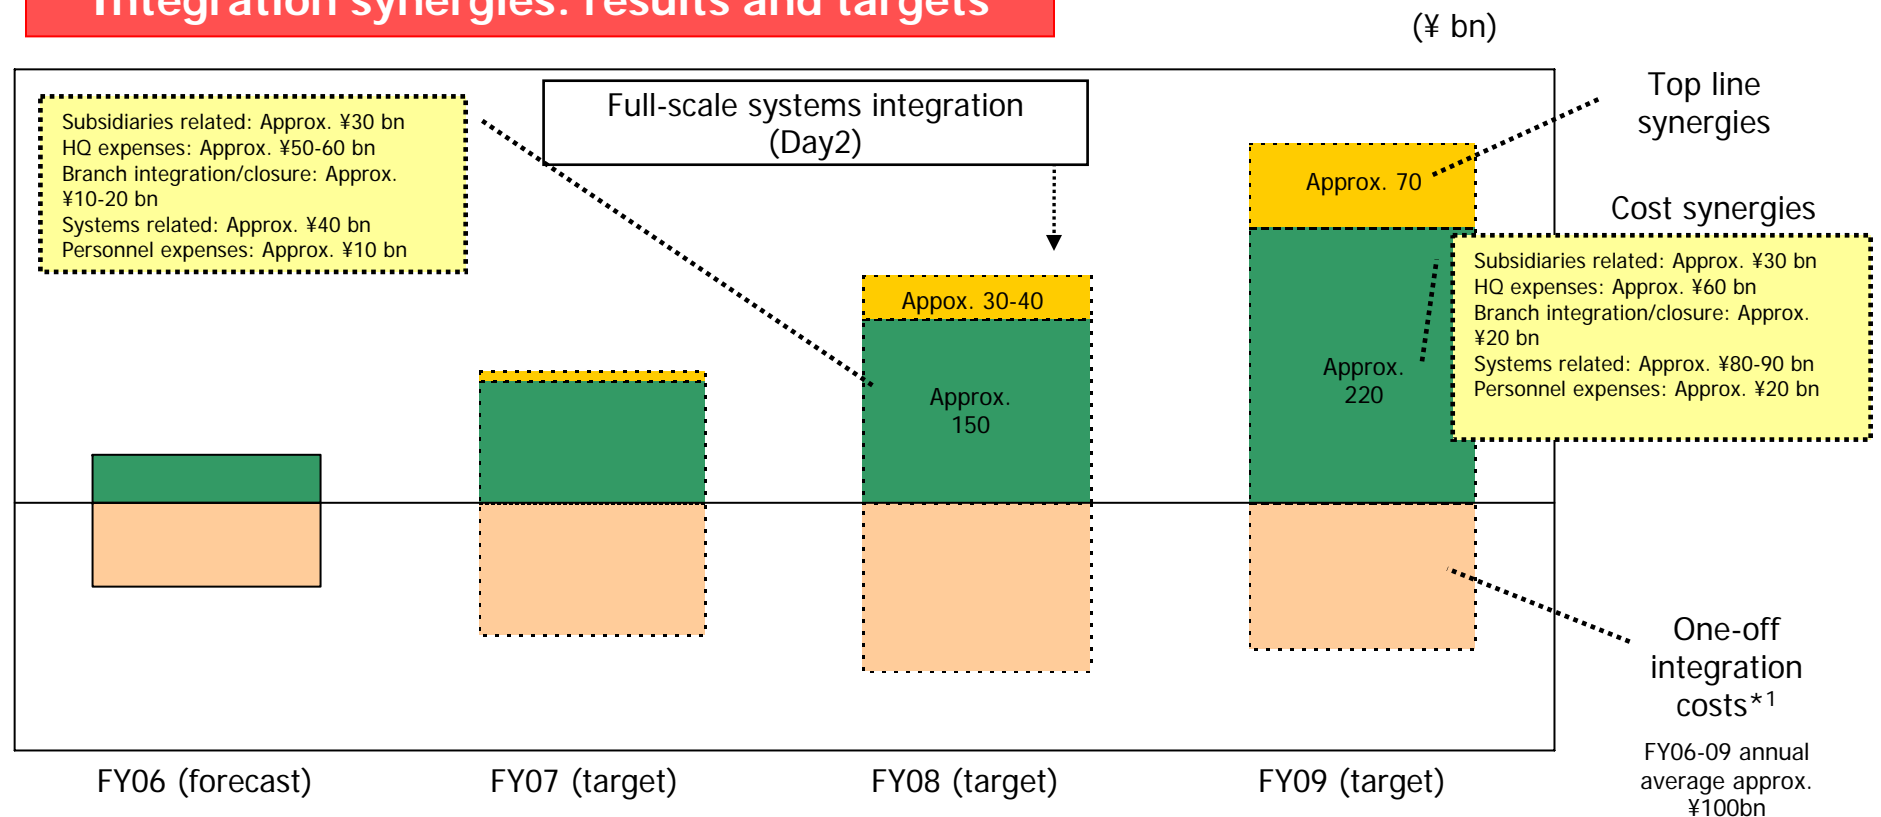 Integration synergies: results and targets
(¥ bn)
Subsidiaries related: Approx. ¥30 bn
HQ expenses: Approx. ¥50-60 bn
Branch integration/closure: Approx.
¥10-20 bn
Systems related: Approx. ¥40 bn
Personnel expenses: Approx. ¥10 bn
Full-scale systems integration
(Day2)
Top line
synergies
Approx. 70
Cost synergies
Subsidiaries related: Approx. ¥30 bn
HQ expenses: Approx. ¥60 bn
Branch integration/closure: Approx.
¥20 bn
Systems related: Approx. ¥80-90 bn
Personnel expenses: Approx. ¥20 bn
Appox. 30-40
Approx.
150
Approx.
220
One-off
integration
costs*1
FY06-09 annual
average approx.
¥100bn
FY06 (forecast)
FY07 (target)
FY08 (target)
FY09 (target)